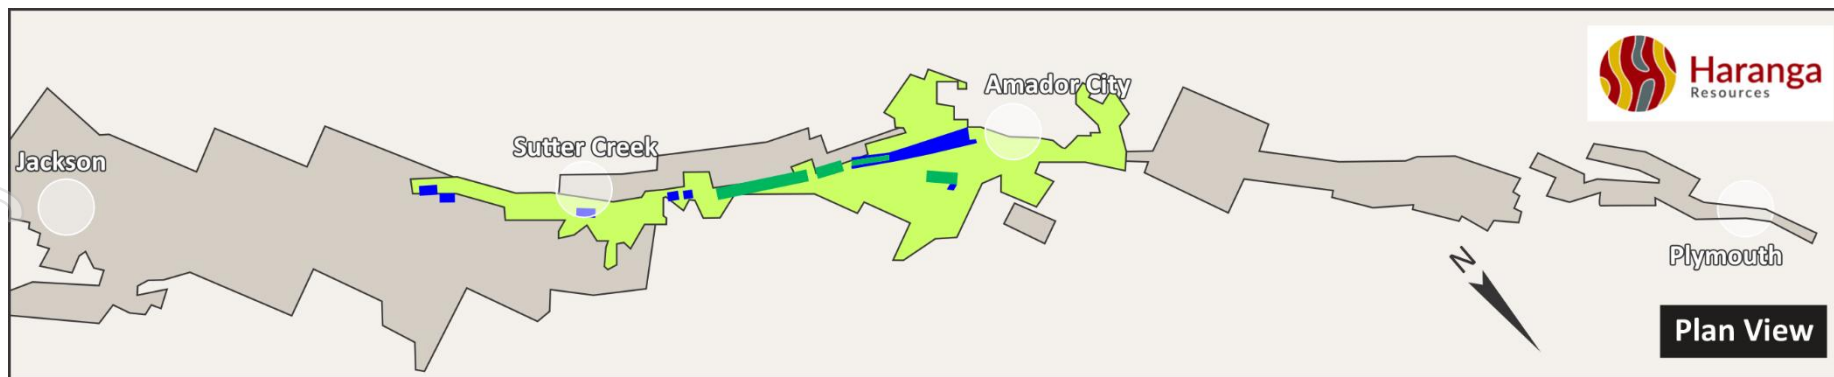 Jackson
Sutter Creek
Amador City
Haranga
Resources
Plymouth
N
Plan View